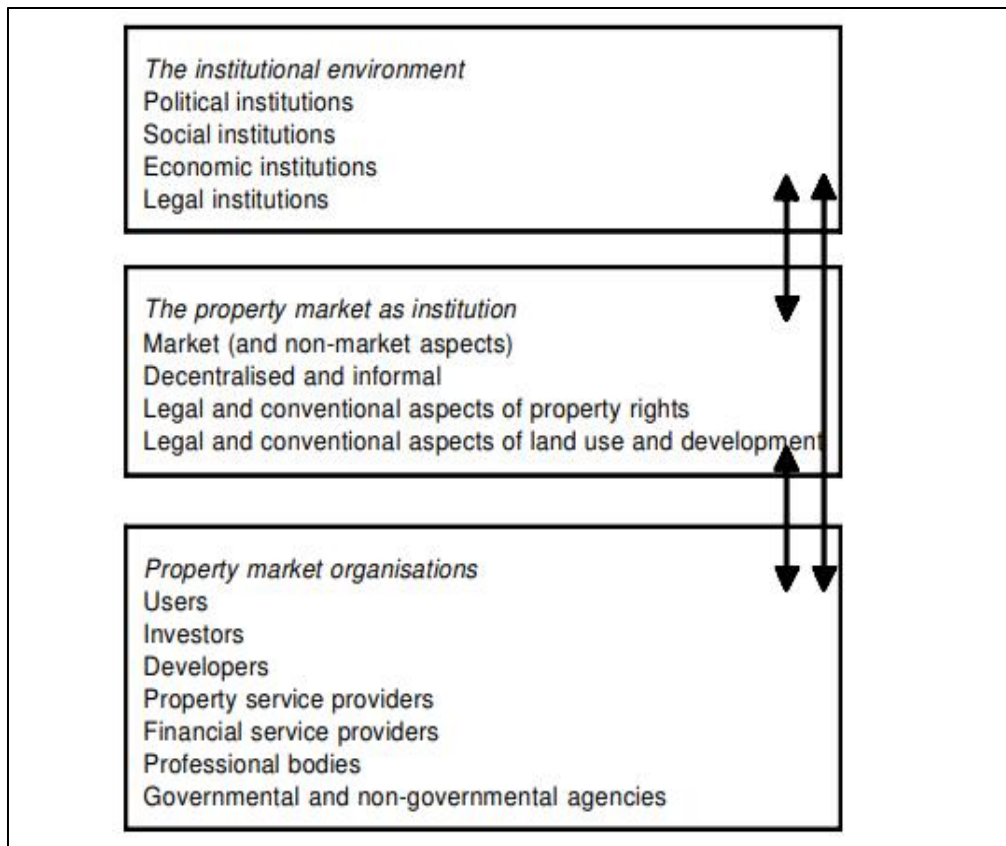 The institutional environment
Political institutions
Social institutions
Economic institutions
Legal institutions
The property market as institution
Market (and non-market aspects)
Decentralised and informal
Legal and conventional aspects of property rights
Legal and conventional aspects of land use and development
Property market organisations
Users
Investors
Developers
Property service providers
Financial service providers
Professional bodies
Governmental and non-governmental agencies